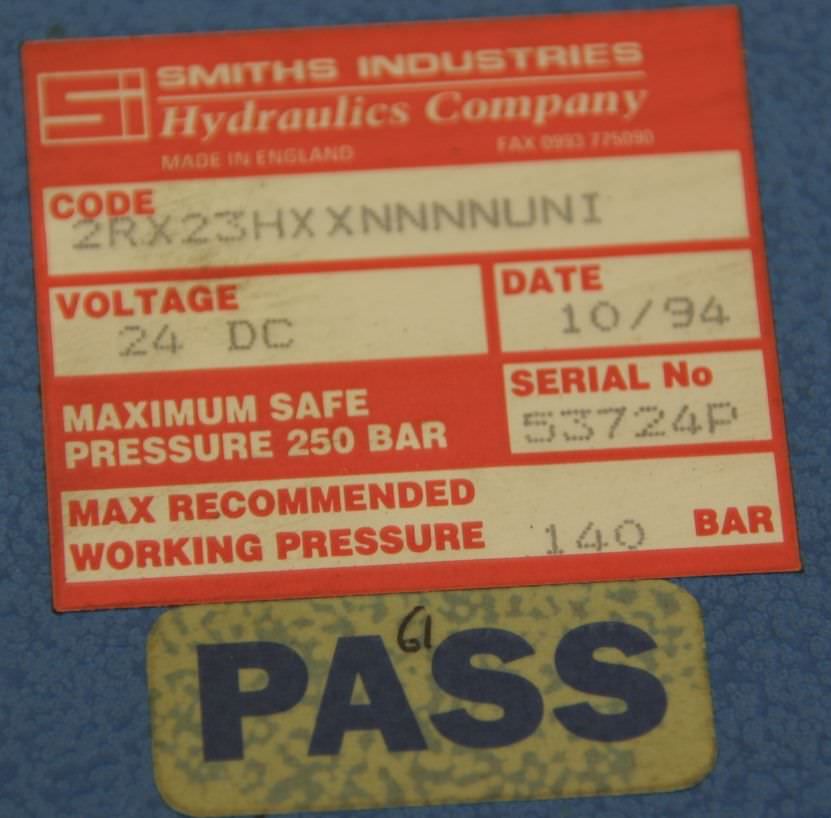 Si SMITHS INDUSTRIES
Hydraulics Company
MADE IN ENGLAND FAX 0993 775090
CODE
2RX23HXXNNNNUNI
VOLTAGE
24 DC
DATE
10/94
MAXIMUM SAFE
PRESSURE 250 BAR
SERIAL No
53724P
MAX RECOMMENDED
WORKING PRESSURE 140 BAR
61
PASS